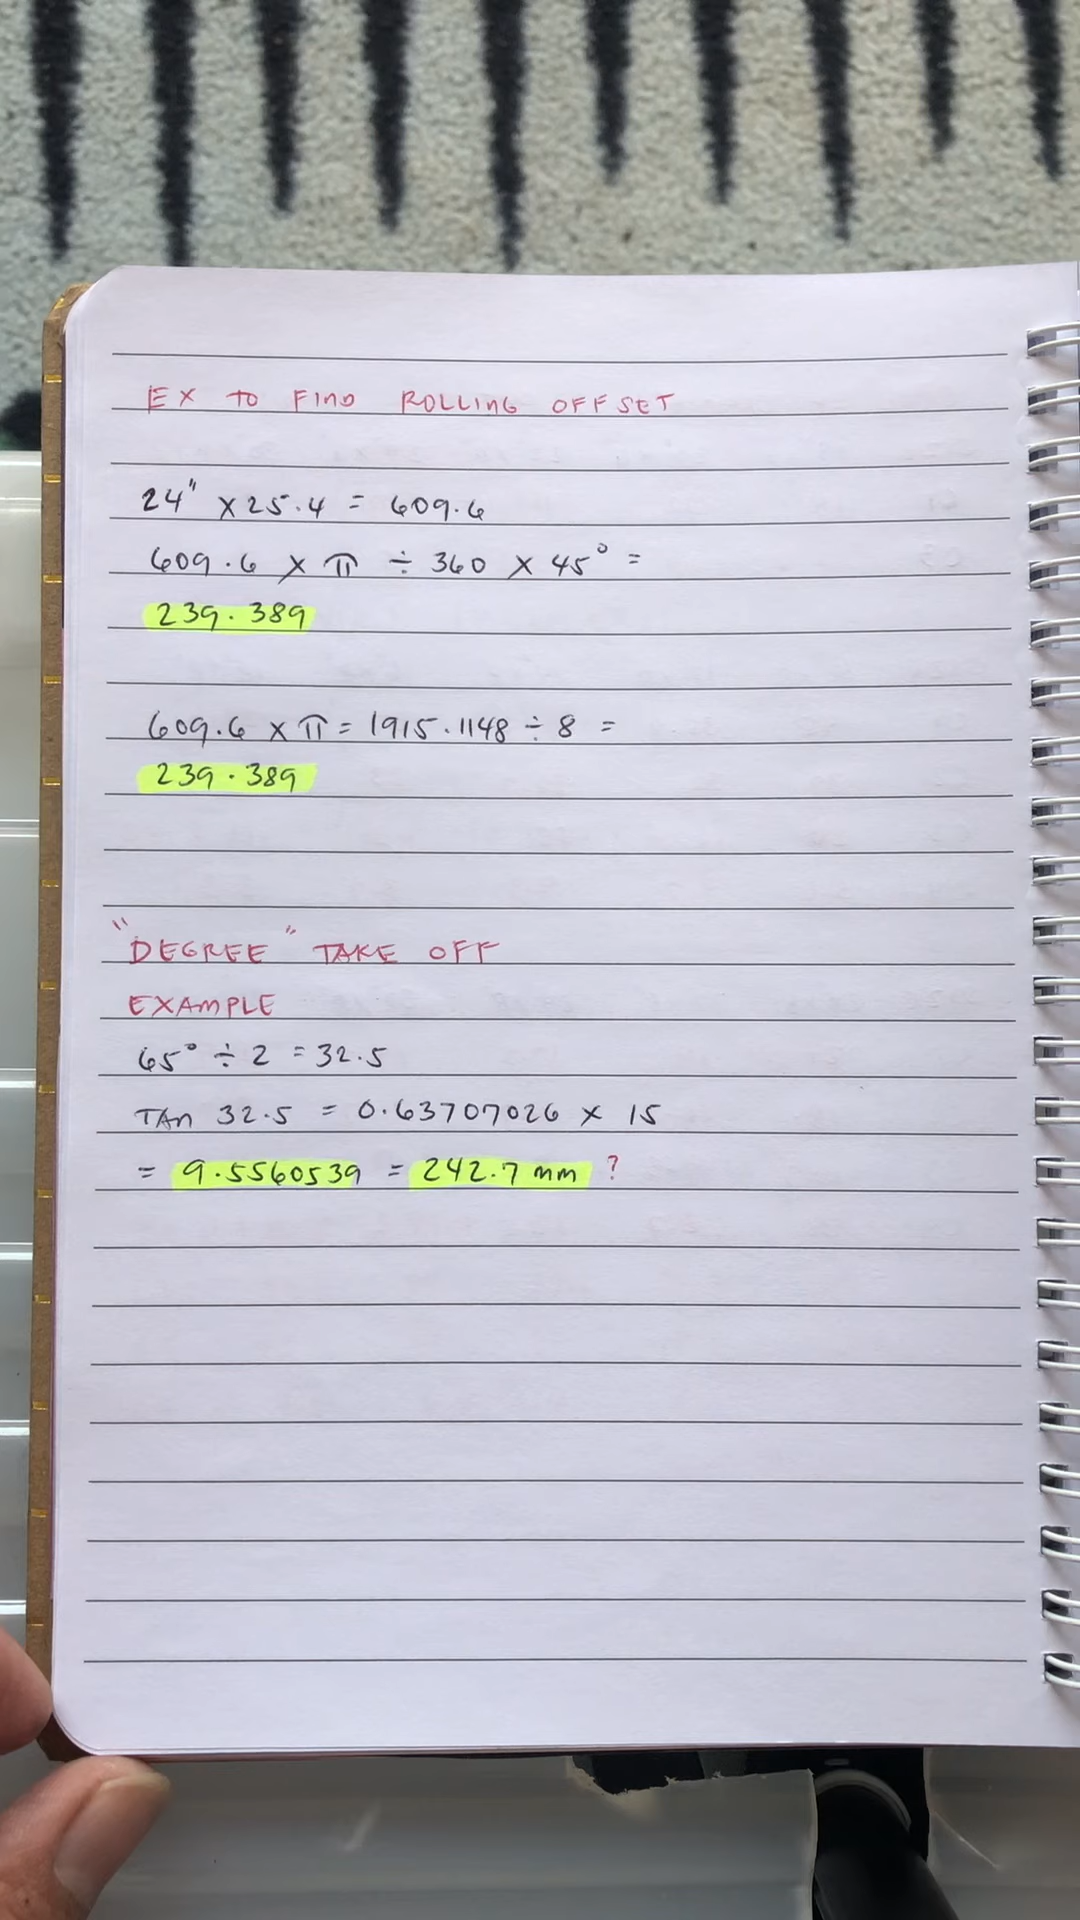 EX TO FIND ROLLING OFFSET
24" x 25.4 = 609.6
609.6 x π ÷ 360 x 45° =
239.389
609.6 x π = 1915.1148 ÷ 8 =
239.389
"DEGREE" TAKE OFF
EXAMPLE
65° ÷ 2 = 32.5
TAN 32.5 = 0.63707026 x 15
= 9.5560539 = 242.7 mm ?